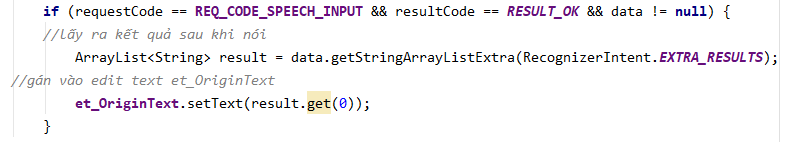 if (requestCode == REQ_CODE_SPEECH_INPUT && resultCode == RESULT_OK && data != null) {
//lấy ra kết quả sau khi nói
ArrayList<String> result = data.getStringArrayListExtra(RecognizerIntent.EXTRA_RESULTS);
//gán vào edit text et_OriginText
et_OriginText.setText(result.get(0));
}